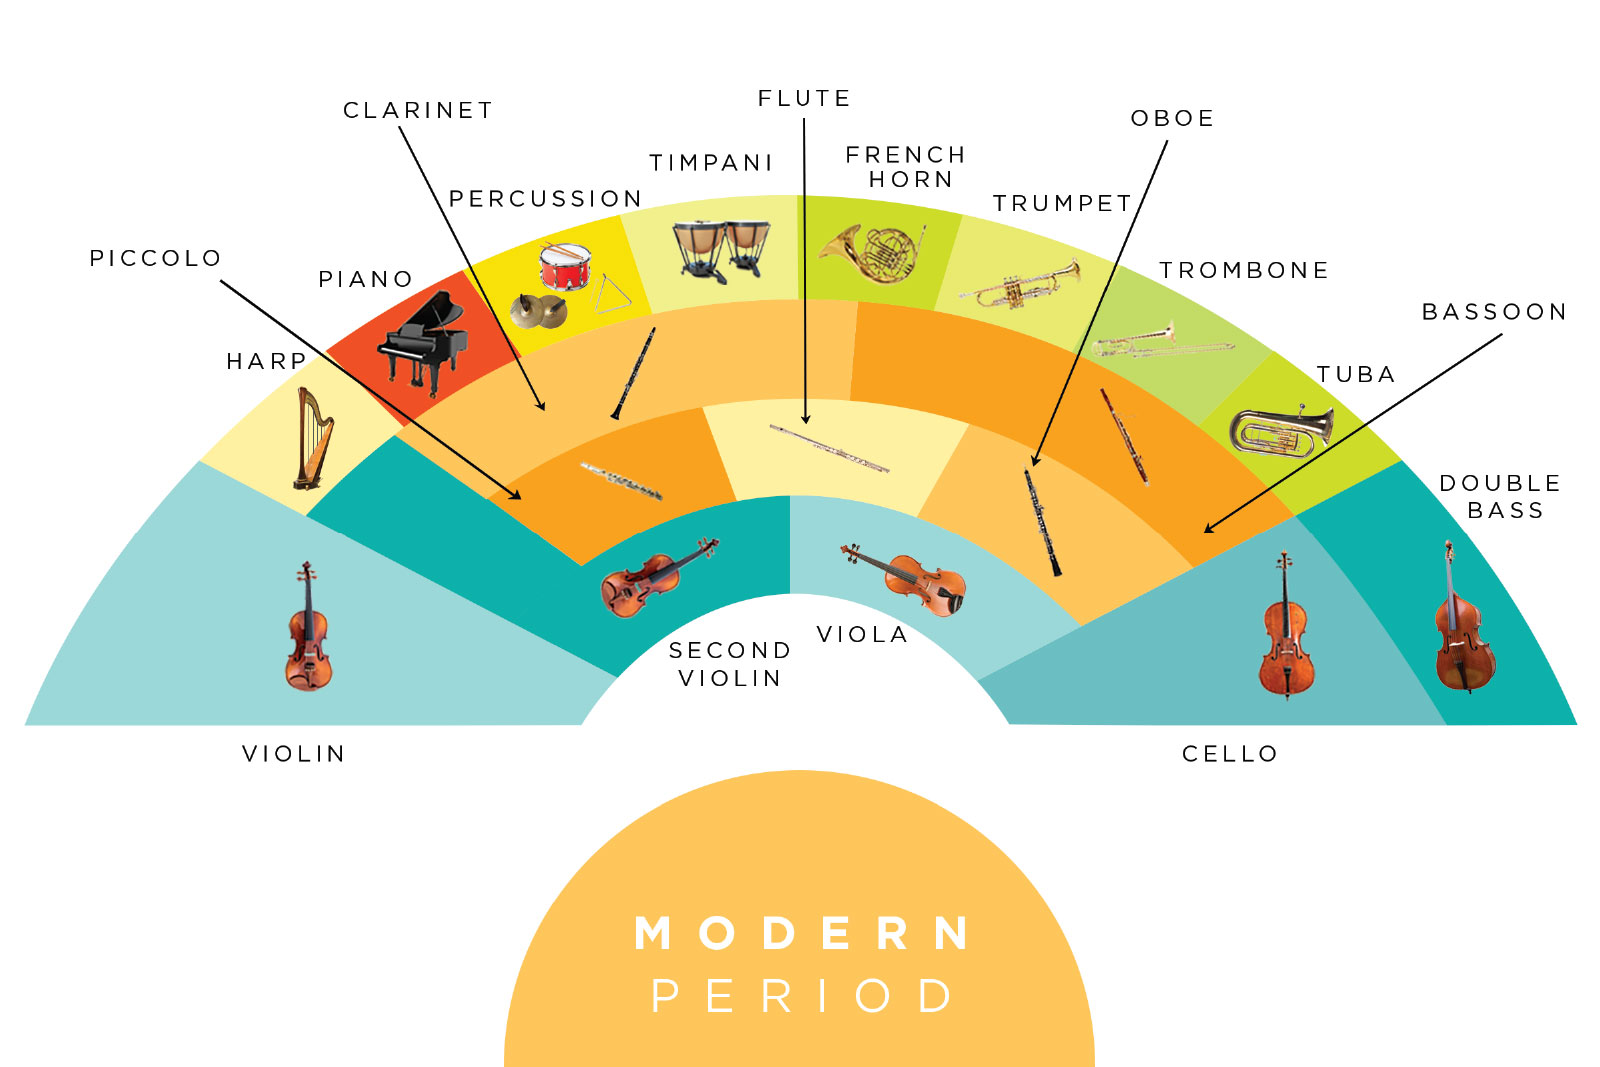 FLUTE
CLARINET
OBOE
FRENCH
HORN
TIMPANI
PERCUSSION
TRUMPET
PICCOLO
PIANO
TROMBONE
BASSOON
HARP
TUBA
DOUBLE
BASS
VIOLA
SECOND
VIOLIN
VIOLIN
CELLO
MODERN
PERIOD